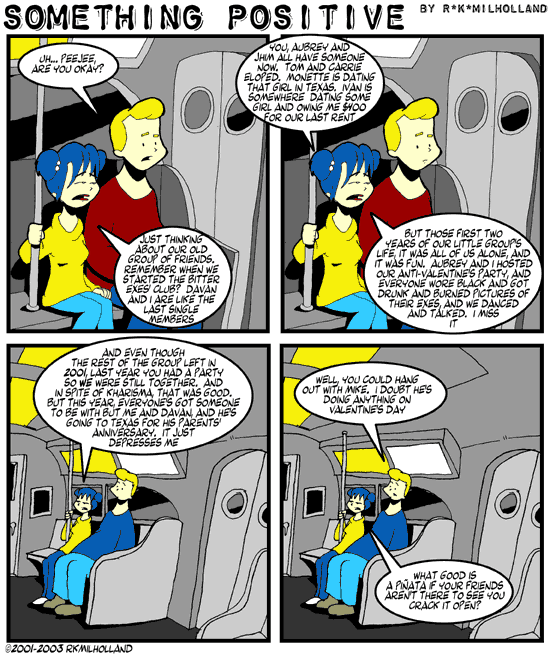 SOMETHING POSITIVE BY R*K*MILHOLLAND
UH... PEEJEE,
ARE YOU OKAY?
JUST THINKING
ABOUT OUR OLD
GROUP OF FRIENDS.
REMEMBER WHEN WE
STARTED THE BITTER
EXES' CLUB? DAVAN
AND I ARE LIKE THE
LAST SINGLE
MEMBERS
YOU, AUBREY AND
JHIM ALL HAVE SOMEONE
NOW. TOM AND CARRIE
ELOPED. MONETTE IS DATING
THAT GIRL IN TEXAS. IVAN IS
SOMEWHERE DATING SOME
GIRL AND OWING ME $400
FOR OUR LAST RENT
BUT THOSE FIRST TWO
YEARS OF OUR LITTLE GROUP'S
LIFE, IT WAS ALL OF US ALONE, AND
IT WAS FUN. AUBREY AND I HOSTED
OUR ANTI-VALENTINE'S PARTY, AND
EVERYONE WORE BLACK AND GOT
DRUNK AND BURNED PICTURES OF
THEIR EXES, AND WE DANCED
AND TALKED. I MISS
IT
AND EVEN THOUGH
THE REST OF THE GROUP LEFT IN
2001, LAST YEAR YOU HAD A PARTY
SO WE WERE STILL TOGETHER. AND
IN SPITE OF KHARISMA, THAT WAS GOOD.
BUT THIS YEAR, EVERYONE'S GOT SOMEONE
TO BE WITH BUT ME AND DAVAN, AND HE'S
GOING TO TEXAS FOR HIS PARENTS'
ANNIVERSARY. IT JUST
DEPRESSES ME
WELL, YOU COULD HANG
OUT WITH MIKE. I DOUBT HE'S
DOING ANYTHING ON
VALENTINE'S DAY
WHAT GOOD IS
A PIÑATA IF YOUR FRIENDS
AREN'T THERE TO SEE YOU
CRACK IT OPEN?
©2001-2003 RKMILHOLLAND